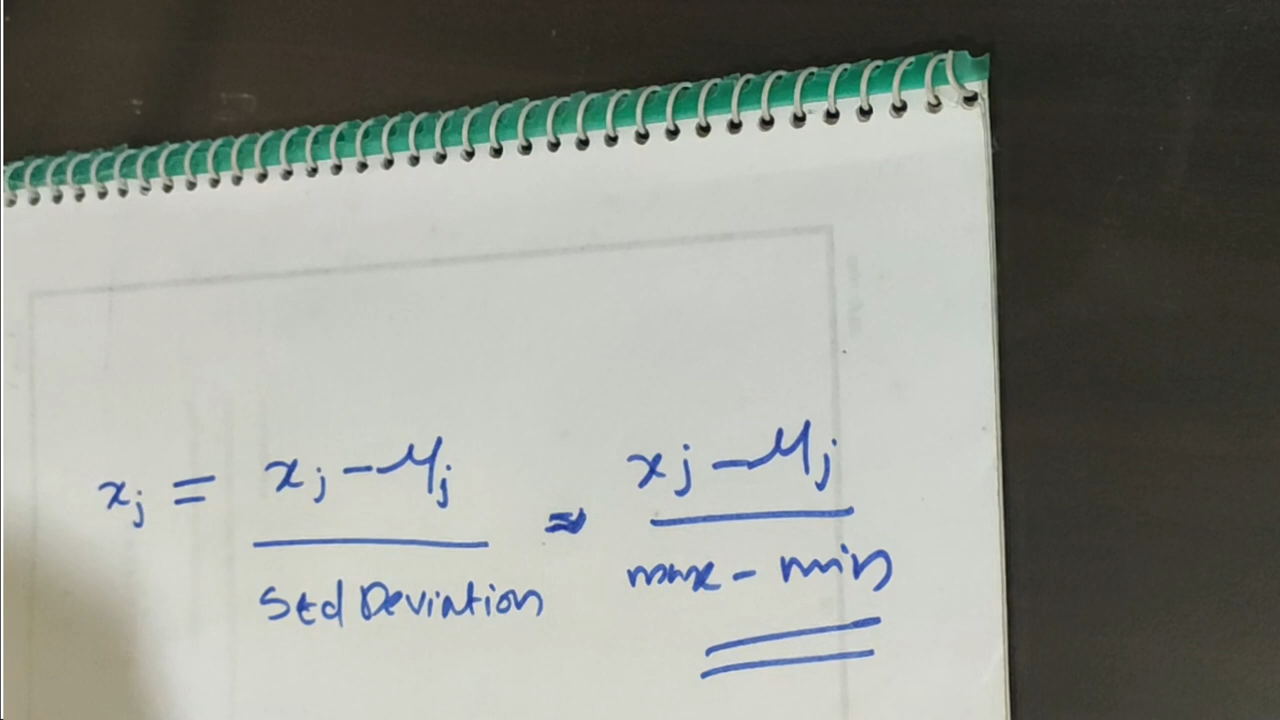 xj = xj - μj / Std Deviation ≈ xj - μj / max - min